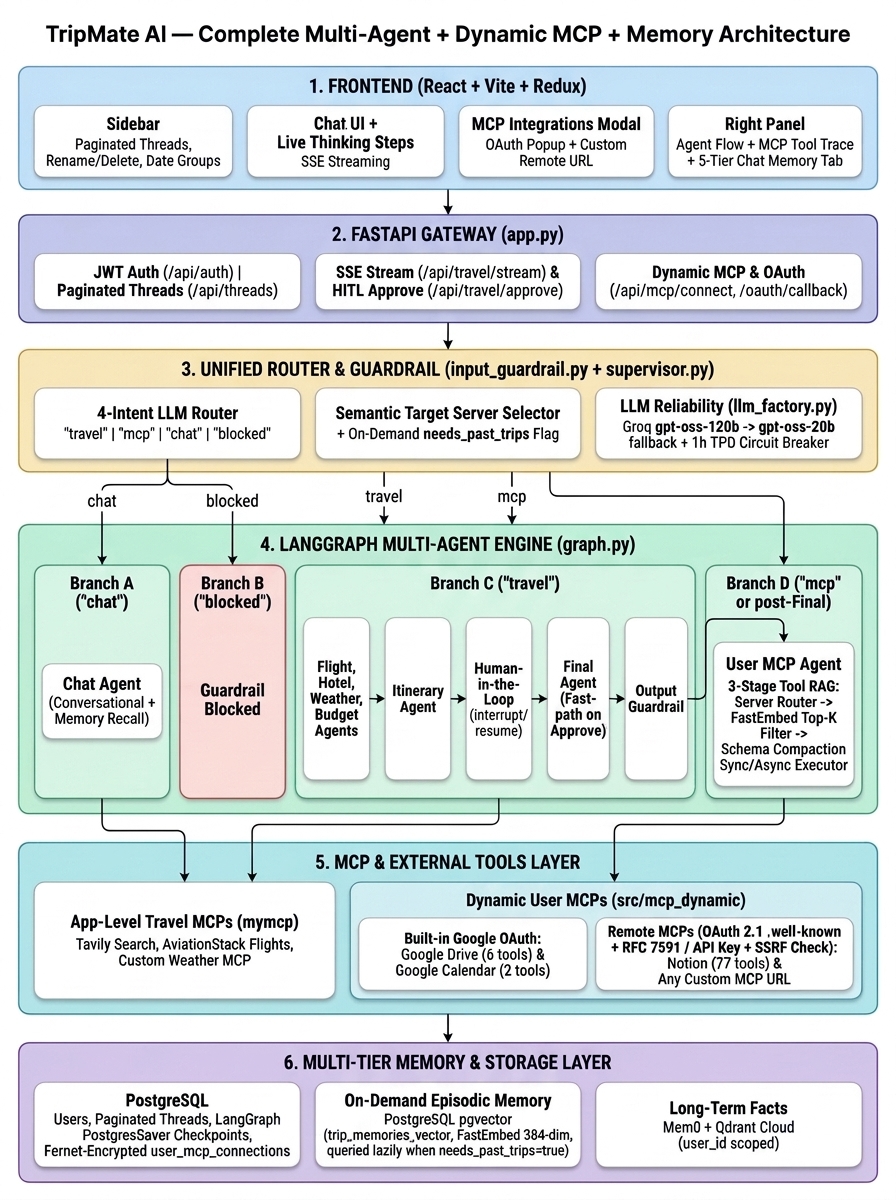 TripMate AI — Complete Multi-Agent + Dynamic MCP + Memory Architecture
1. FRONTEND (React + Vite + Redux)
Sidebar
Paginated Threads,
Rename/Delete, Date Groups
Chat UI +
Live Thinking Steps
SSE Streaming
MCP Integrations Modal
OAuth Popup + Custom
Remote URL
Right Panel
Agent Flow + MCP Tool Trace
+ 5-Tier Chat Memory Tab
2. FASTAPI GATEWAY (app.py)
JWT Auth (/api/auth) |
Paginated Threads (/api/threads)
SSE Stream (/api/travel/stream) &
HITL Approve (/api/travel/approve)
Dynamic MCP & OAuth
(/api/mcp/connect, /oauth/callback)
3. UNIFIED ROUTER & GUARDRAIL (input_guardrail.py + supervisor.py)
4-Intent LLM Router
"travel" | "mcp" | "chat" | "blocked"
Semantic Target Server Selector
+ On-Demand needs_past_trips Flag
LLM Reliability (llm_factory.py)
Groq gpt-oss-120b -> gpt-oss-20b
fallback + 1h TPD Circuit Breaker
chat
blocked
travel
mcp
4. LANGGRAPH MULTI-AGENT ENGINE (graph.py)
Branch A
("chat")
Chat Agent
(Conversational +
Memory Recall)
Branch B
("blocked")
Guardrail
Blocked
Branch C ("travel")
Flight,
Hotel,
Weather,
Budget
Agents
Itinerary
Agent
Human-
in-the-
Loop
(interrupt/
resume)
Final
Agent
(Fast-
path on
Approve)
Output
Guardrail
Branch D ("mcp"
or post-Final)
User MCP Agent
3-Stage Tool RAG:
Server Router ->
FastEmbed Top-K
Filter ->
Schema Compaction
Sync/Async Executor
5. MCP & EXTERNAL TOOLS LAYER
App-Level Travel MCPs (mymcp)
Tavily Search, AviationStack Flights,
Custom Weather MCP
Dynamic User MCPs (src/mcp_dynamic)
Built-in Google OAuth:
Google Drive (6 tools) &
Google Calendar (2 tools)
Remote MCPs (OAuth 2.1 .well-known
+ RFC 7591 / API Key + SSRF Check):
Notion (77 tools) &
Any Custom MCP URL
6. MULTI-TIER MEMORY & STORAGE LAYER
PostgreSQL
Users, Paginated Threads, LangGraph
PostgresSaver Checkpoints,
Fernet-Encrypted user_mcp_connections
On-Demand Episodic Memory
PostgreSQL pgvector
(trip_memories_vector, FastEmbed 384-dim,
queried lazily when needs_past_trips=true)
Long-Term Facts
Mem0 + Qdrant Cloud
(user_id scoped)